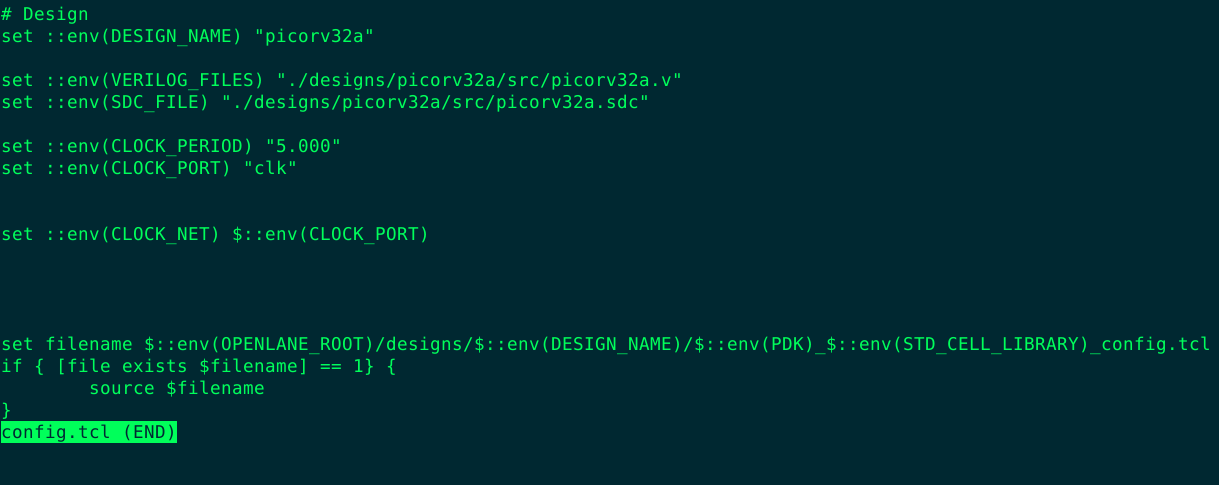 # Design
set ::env(DESIGN_NAME) "picorv32a"
set ::env(VERILOG_FILES) "./designs/picorv32a/src/picorv32a.v"
set ::env(SDC_FILE) "./designs/picorv32a/src/picorv32a.sdc"
set ::env(CLOCK_PERIOD) "5.000"
set ::env(CLOCK_PORT) "clk"
set ::env(CLOCK_NET) $::env(CLOCK_PORT)
set filename $::env(OPENLANE_ROOT)/designs/$::env(DESIGN_NAME)/$::env(PDK)_$::env(STD_CELL_LIBRARY)_config.tcl
if { [file exists $filename] == 1} {
        source $filename
}
config.tcl (END)